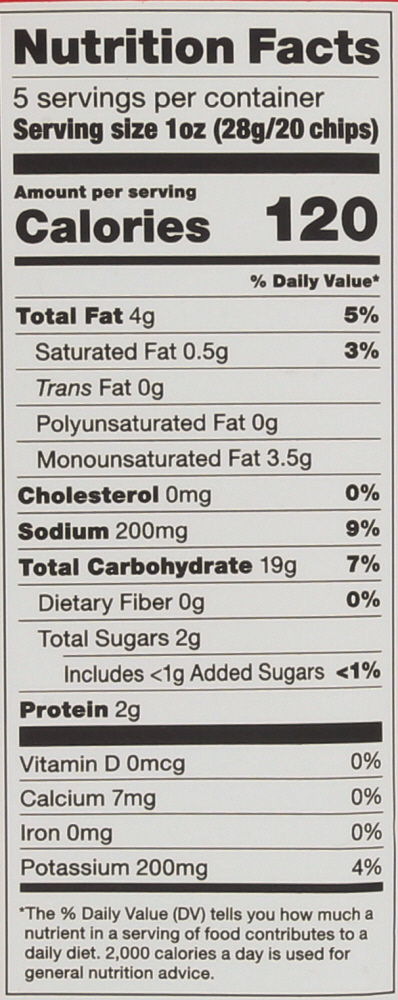 Nutrition Facts
5 servings per container
Serving size 1oz (28g/20 chips)
Amount per serving
Calories 120
% Daily Value*
Total Fat 4g 5%
Saturated Fat 0.5g 3%
Trans Fat 0g
Polyunsaturated Fat 0g
Monounsaturated Fat 3.5g
Cholesterol 0mg 0%
Sodium 200mg 9%
Total Carbohydrate 19g 7%
Dietary Fiber 0g 0%
Total Sugars 2g
Includes <1g Added Sugars <1%
Protein 2g
Vitamin D 0mcg 0%
Calcium 7mg 0%
Iron 0mg 0%
Potassium 200mg 4%
*The % Daily Value (DV) tells you how much a
nutrient in a serving of food contributes to a
daily diet. 2,000 calories a day is used for
general nutrition advice.